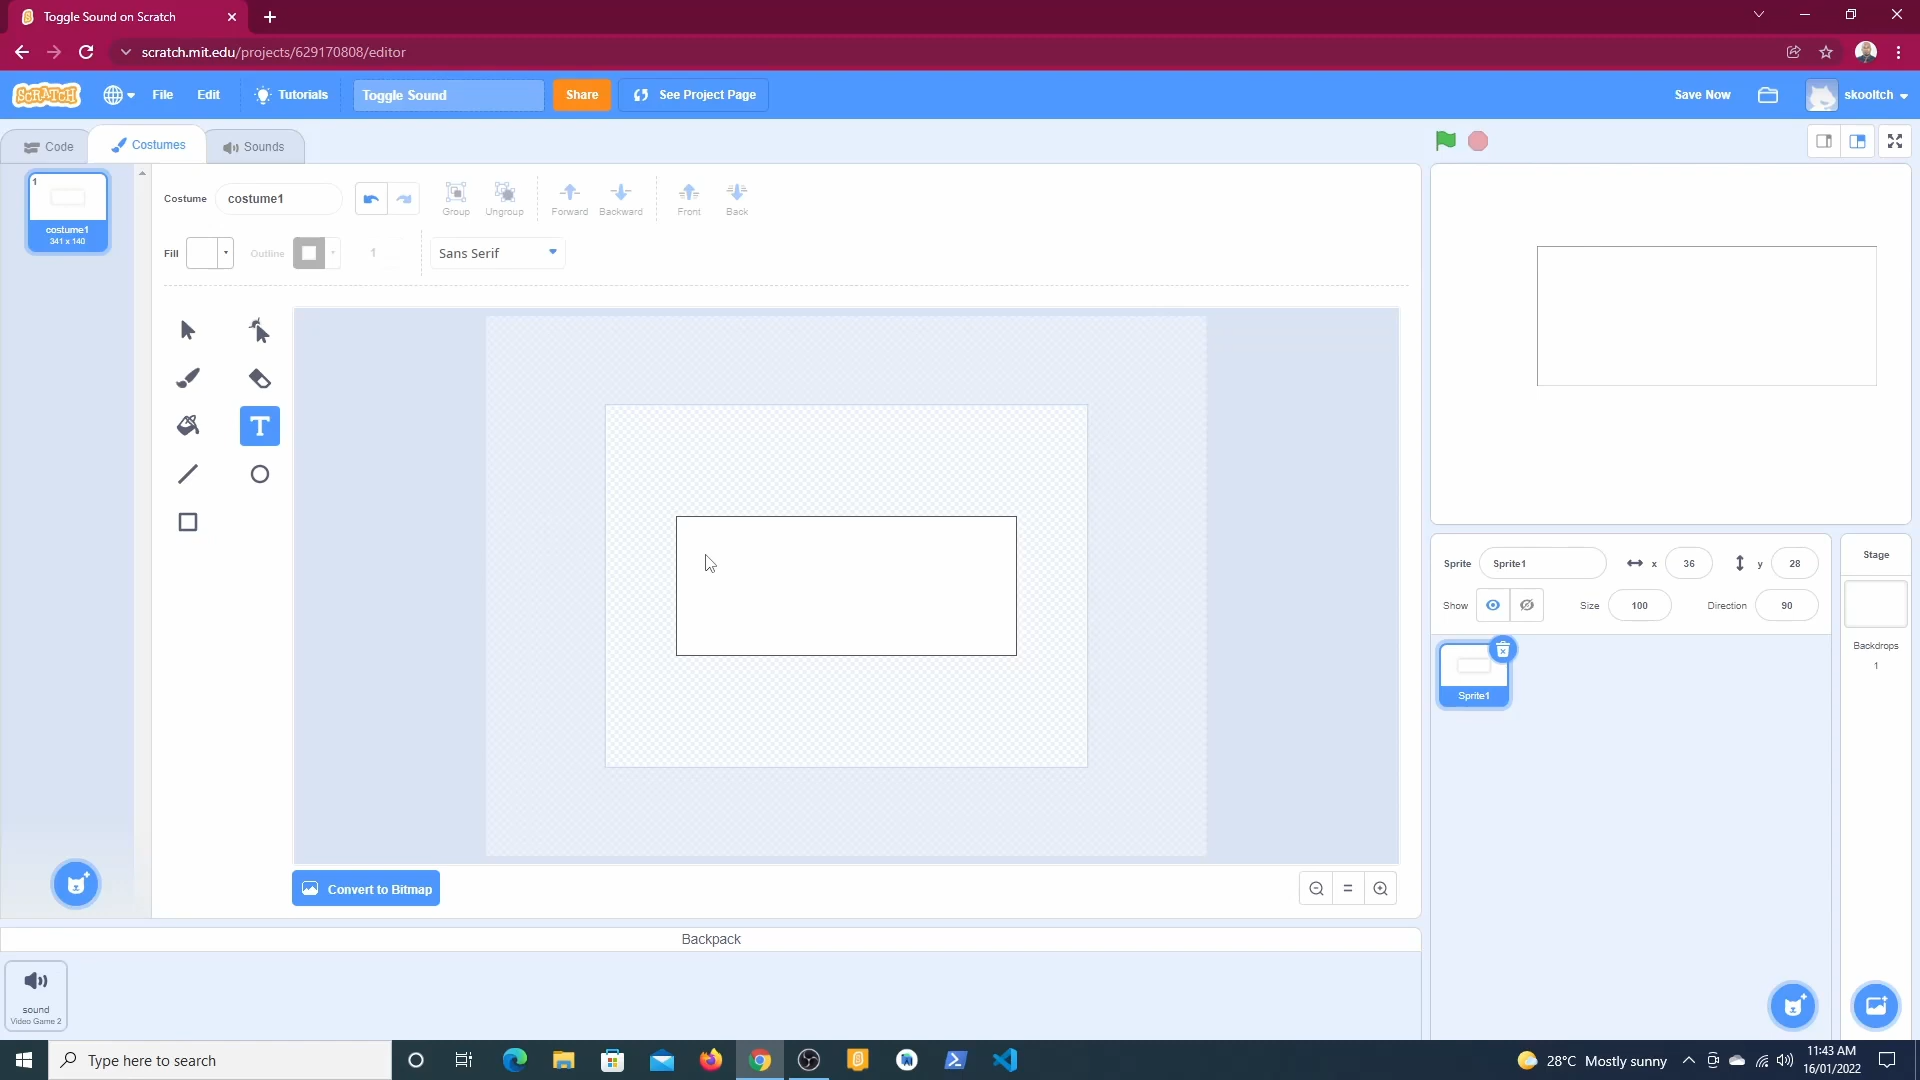 Toggle Sound on Scratch
scratch.mit.edu/projects/629170808/editor
SCRATCH
File
Edit
Tutorials
Toggle Sound
Share
See Project Page
Save Now
skooltch
Code
Costumes
Sounds
1
costume1
341 x 140
Costume
costume1
Group
Ungroup
Forward
Backward
Front
Back
Fill
Outline
1
Sans Serif
T
Convert to Bitmap
Sprite
Sprite1
x
36
y
28
Show
Size
100
Direction
90
Sprite1
Stage
Backdrops
1
Backpack
sound
Video Game 2
Type here to search
28°C Mostly sunny
11:43 AM
16/01/2022